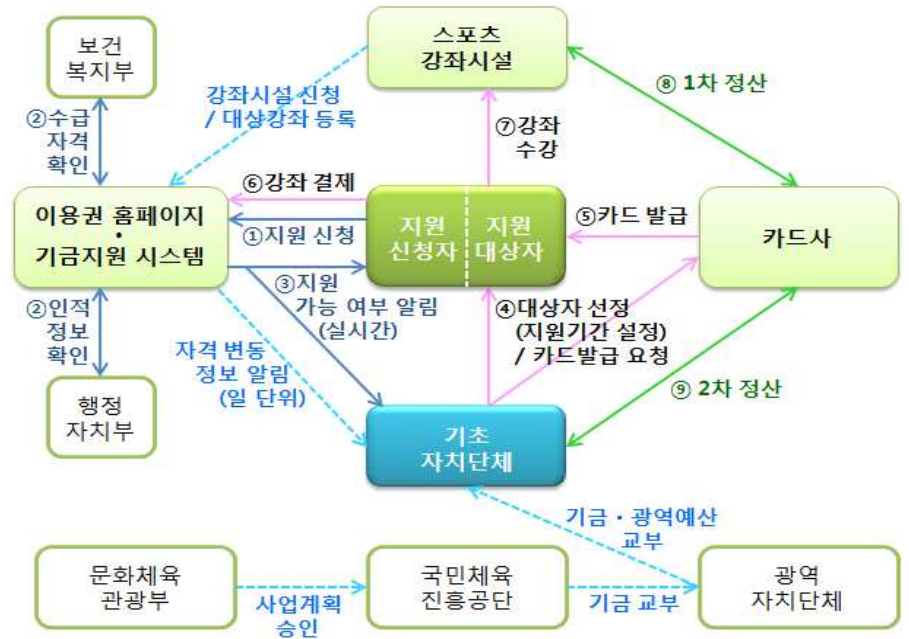 보건
복지부
스포츠
강좌시설
⑧ 1차 정산
②수급
자격
확인
강좌시설 신청
/ 대상강좌 등록
⑦강좌
수강
⑥강좌 결제
이용권 홈페이지
·
기금지원 시스템
①지원 신청
지원
신청자
지원
대상자
⑤카드 발급
카드사
②인적
정보
확인
③지원
가능 여부 알림
(실시간)
④대상자 선정
(지원기간 설정)
/ 카드발급 요청
자격 변동
정보 알림
(일 단위)
⑨ 2차 정산
행정
자치부
기초
자치단체
기금·광역예산
교부
문화체육
관광부
사업계획
승인
국민체육
진흥공단
기금 교부
광역
자치단체